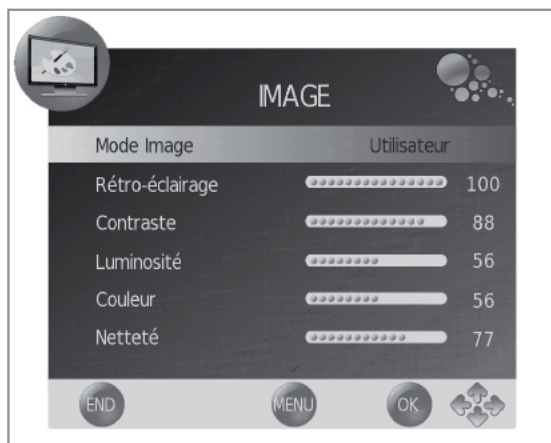 IMAGE
Mode Image Utilisateur
Rétro-éclairage 100
Contraste 88
Luminosité 56
Couleur 56
Netteté 77
END MENU OK